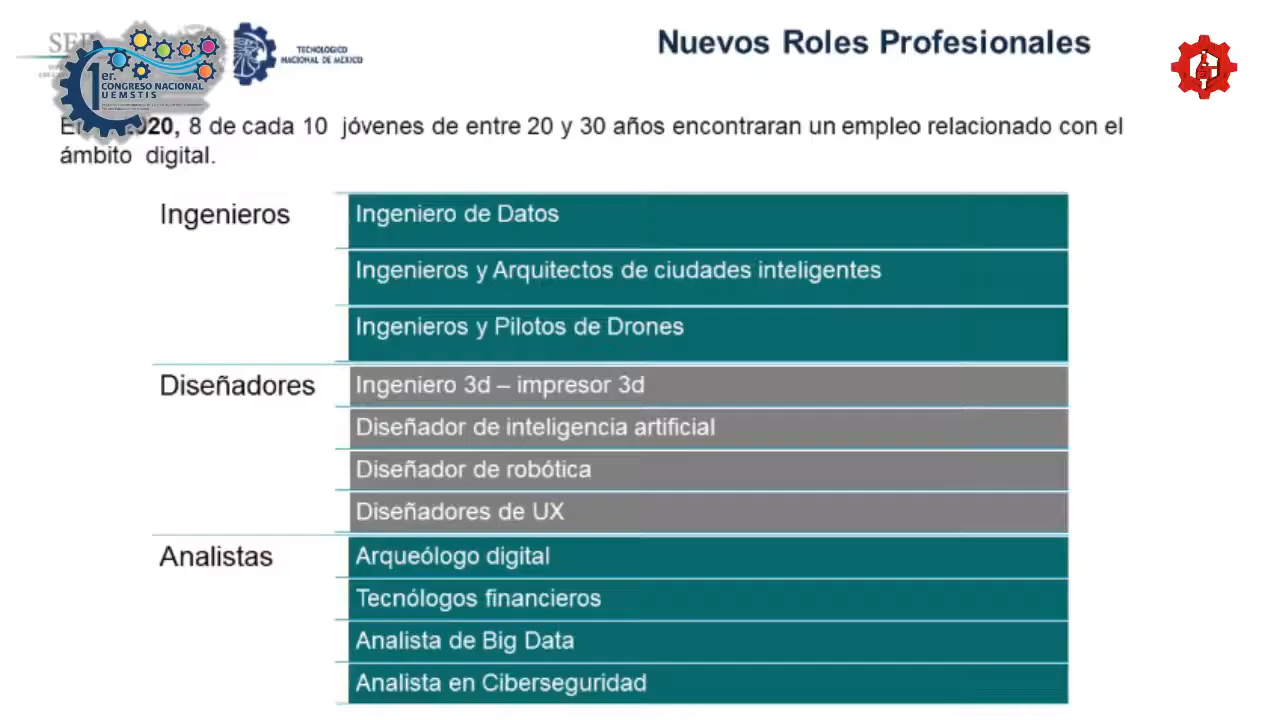 SEP
TECNOLÓGICO
NACIONAL DE MÉXICO
1er.
CONGRESO NACIONAL
UEMSTIS
Nuevos Roles Profesionales
2020, 8 de cada 10 jóvenes de entre 20 y 30 años encontraran un empleo relacionado con el
ámbito digital.
Ingenieros
Ingeniero de Datos
Ingenieros y Arquitectos de ciudades inteligentes
Ingenieros y Pilotos de Drones
Diseñadores
Ingeniero 3d – impresor 3d
Diseñador de inteligencia artificial
Diseñador de robótica
Diseñadores de UX
Analistas
Arqueólogo digital
Tecnólogos financieros
Analista de Big Data
Analista en Ciberseguridad